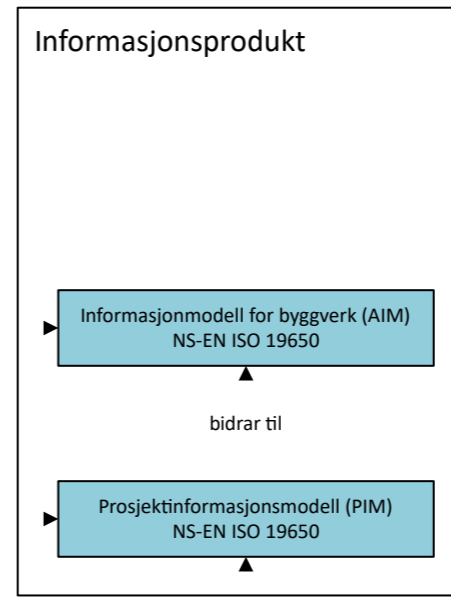 Informasjonsprodukt
Informasjonmodell for byggverk (AIM)
NS-EN ISO 19650
bidrar til
Prosjektinformasjonsmodell (PIM)
NS-EN ISO 19650